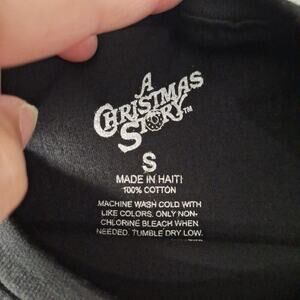 A
CHRISTMAS
STORY™
S
MADE IN HAITI
100% COTTON
MACHINE WASH COLD WITH
LIKE COLORS. ONLY NON-
CHLORINE BLEACH WHEN
NEEDED. TUMBLE DRY LOW.